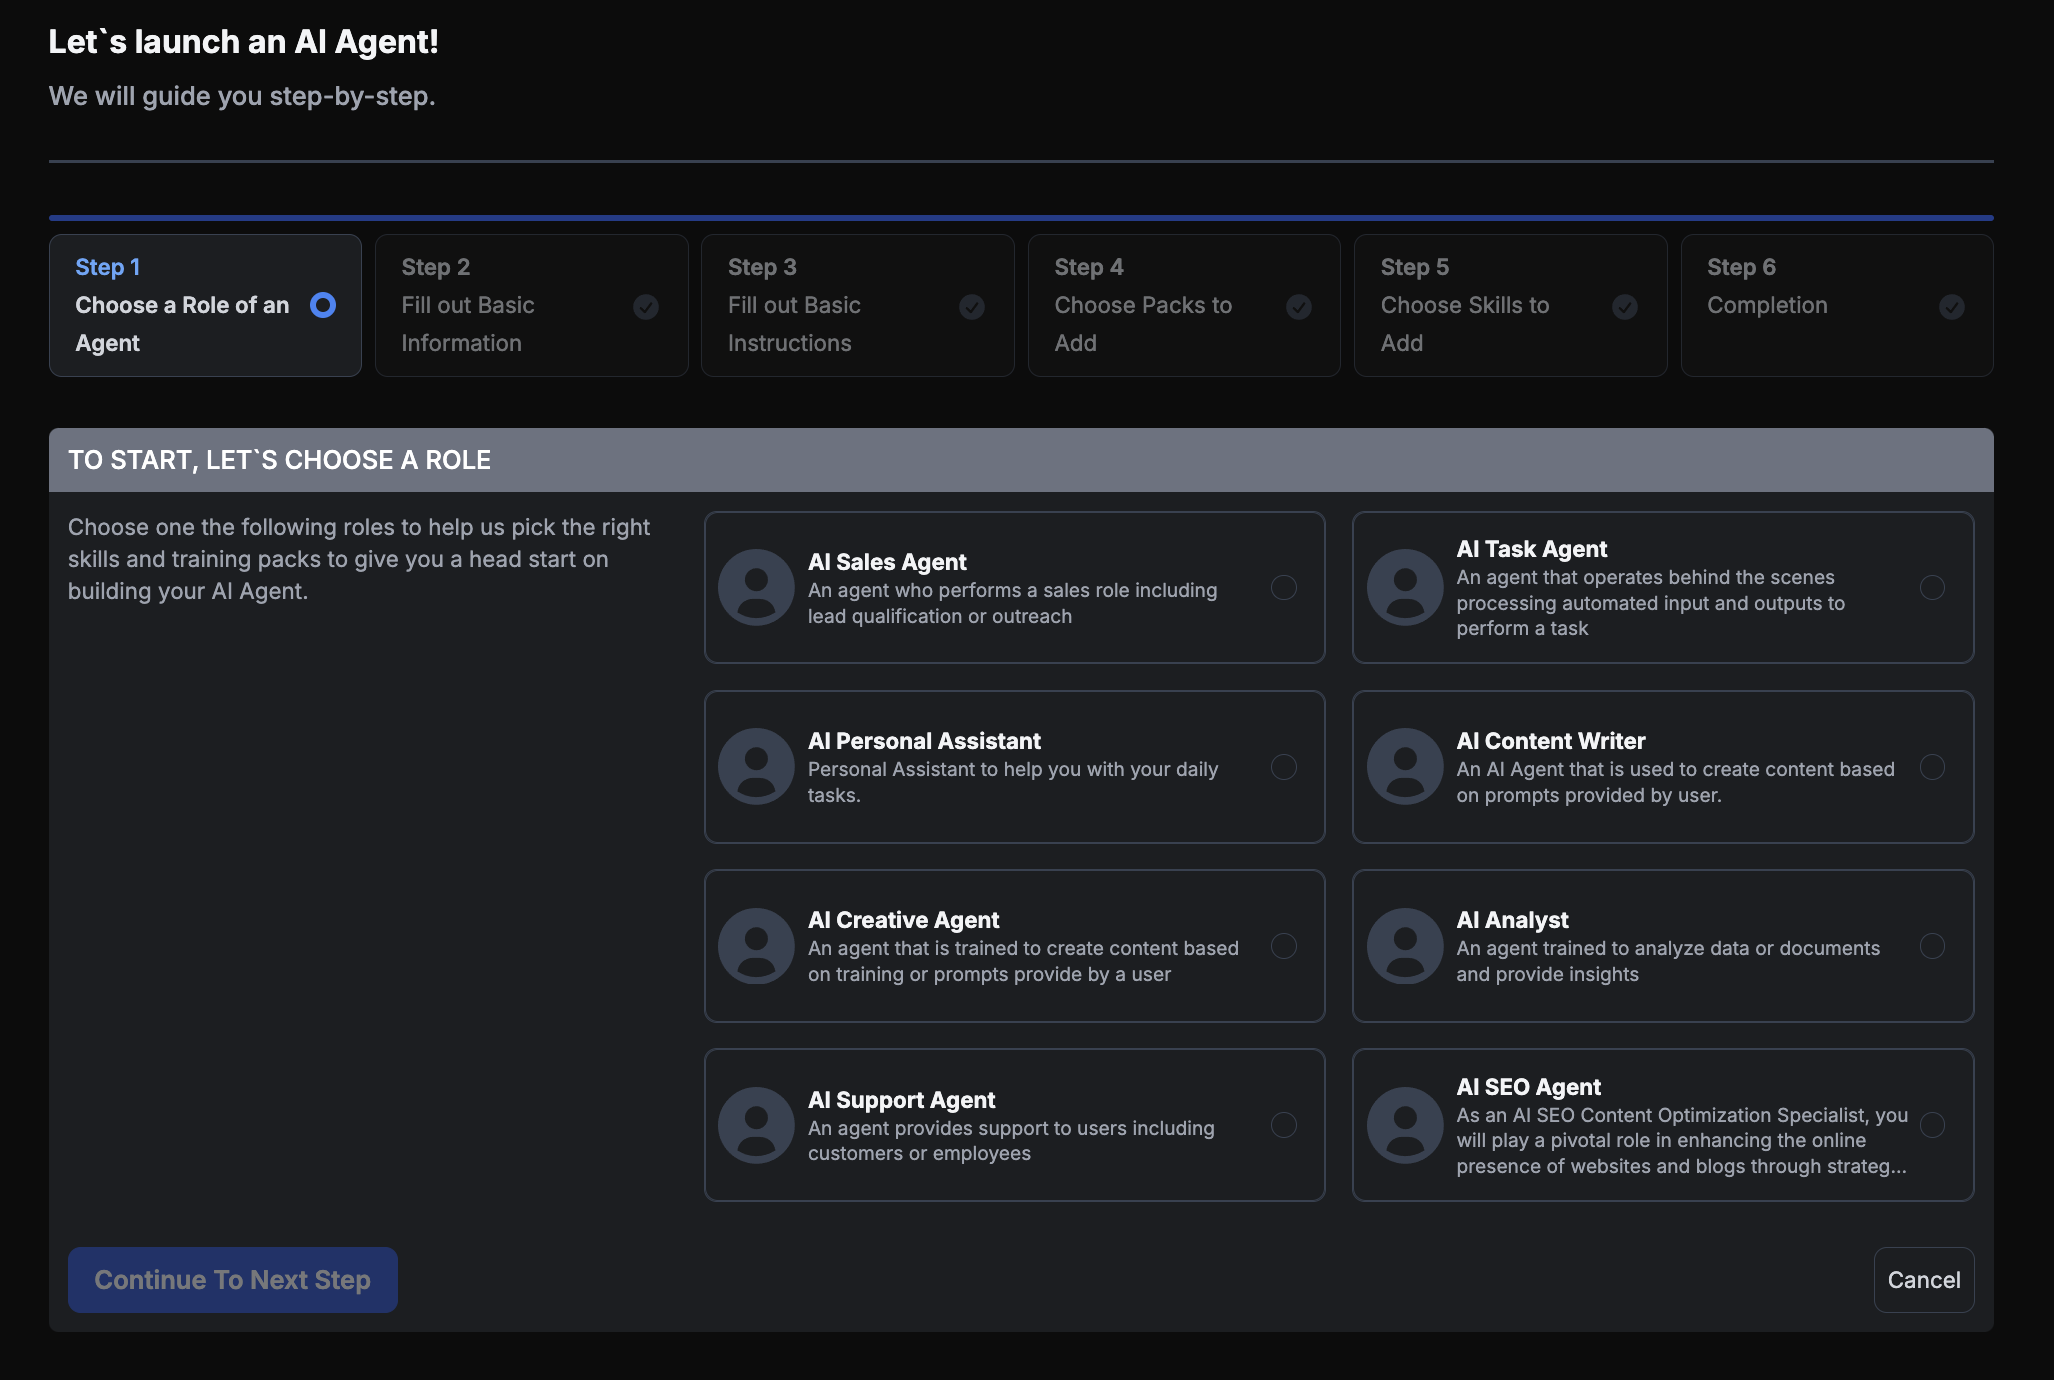 Let`s launch an AI Agent!
We will guide you step-by-step.
Step 1
Choose a Role of an
Agent
Step 2
Fill out Basic
Information
Step 3
Fill out Basic
Instructions
Step 4
Choose Packs to
Add
Step 5
Choose Skills to
Add
Step 6
Completion
TO START, LET`S CHOOSE A ROLE
Choose one the following roles to help us pick the right
skills and training packs to give you a head start on
building your AI Agent.
AI Sales Agent
An agent who performs a sales role including
lead qualification or outreach
AI Task Agent
An agent that operates behind the scenes
processing automated input and outputs to
perform a task
AI Personal Assistant
Personal Assistant to help you with your daily
tasks.
AI Content Writer
An AI Agent that is used to create content based
on prompts provided by user.
AI Creative Agent
An agent that is trained to create content based
on training or prompts provide by a user
AI Analyst
An agent trained to analyze data or documents
and provide insights
AI Support Agent
An agent provides support to users including
customers or employees
AI SEO Agent
As an AI SEO Content Optimization Specialist, you
will play a pivotal role in enhancing the online
presence of websites and blogs through strateg...
Continue To Next Step
Cancel